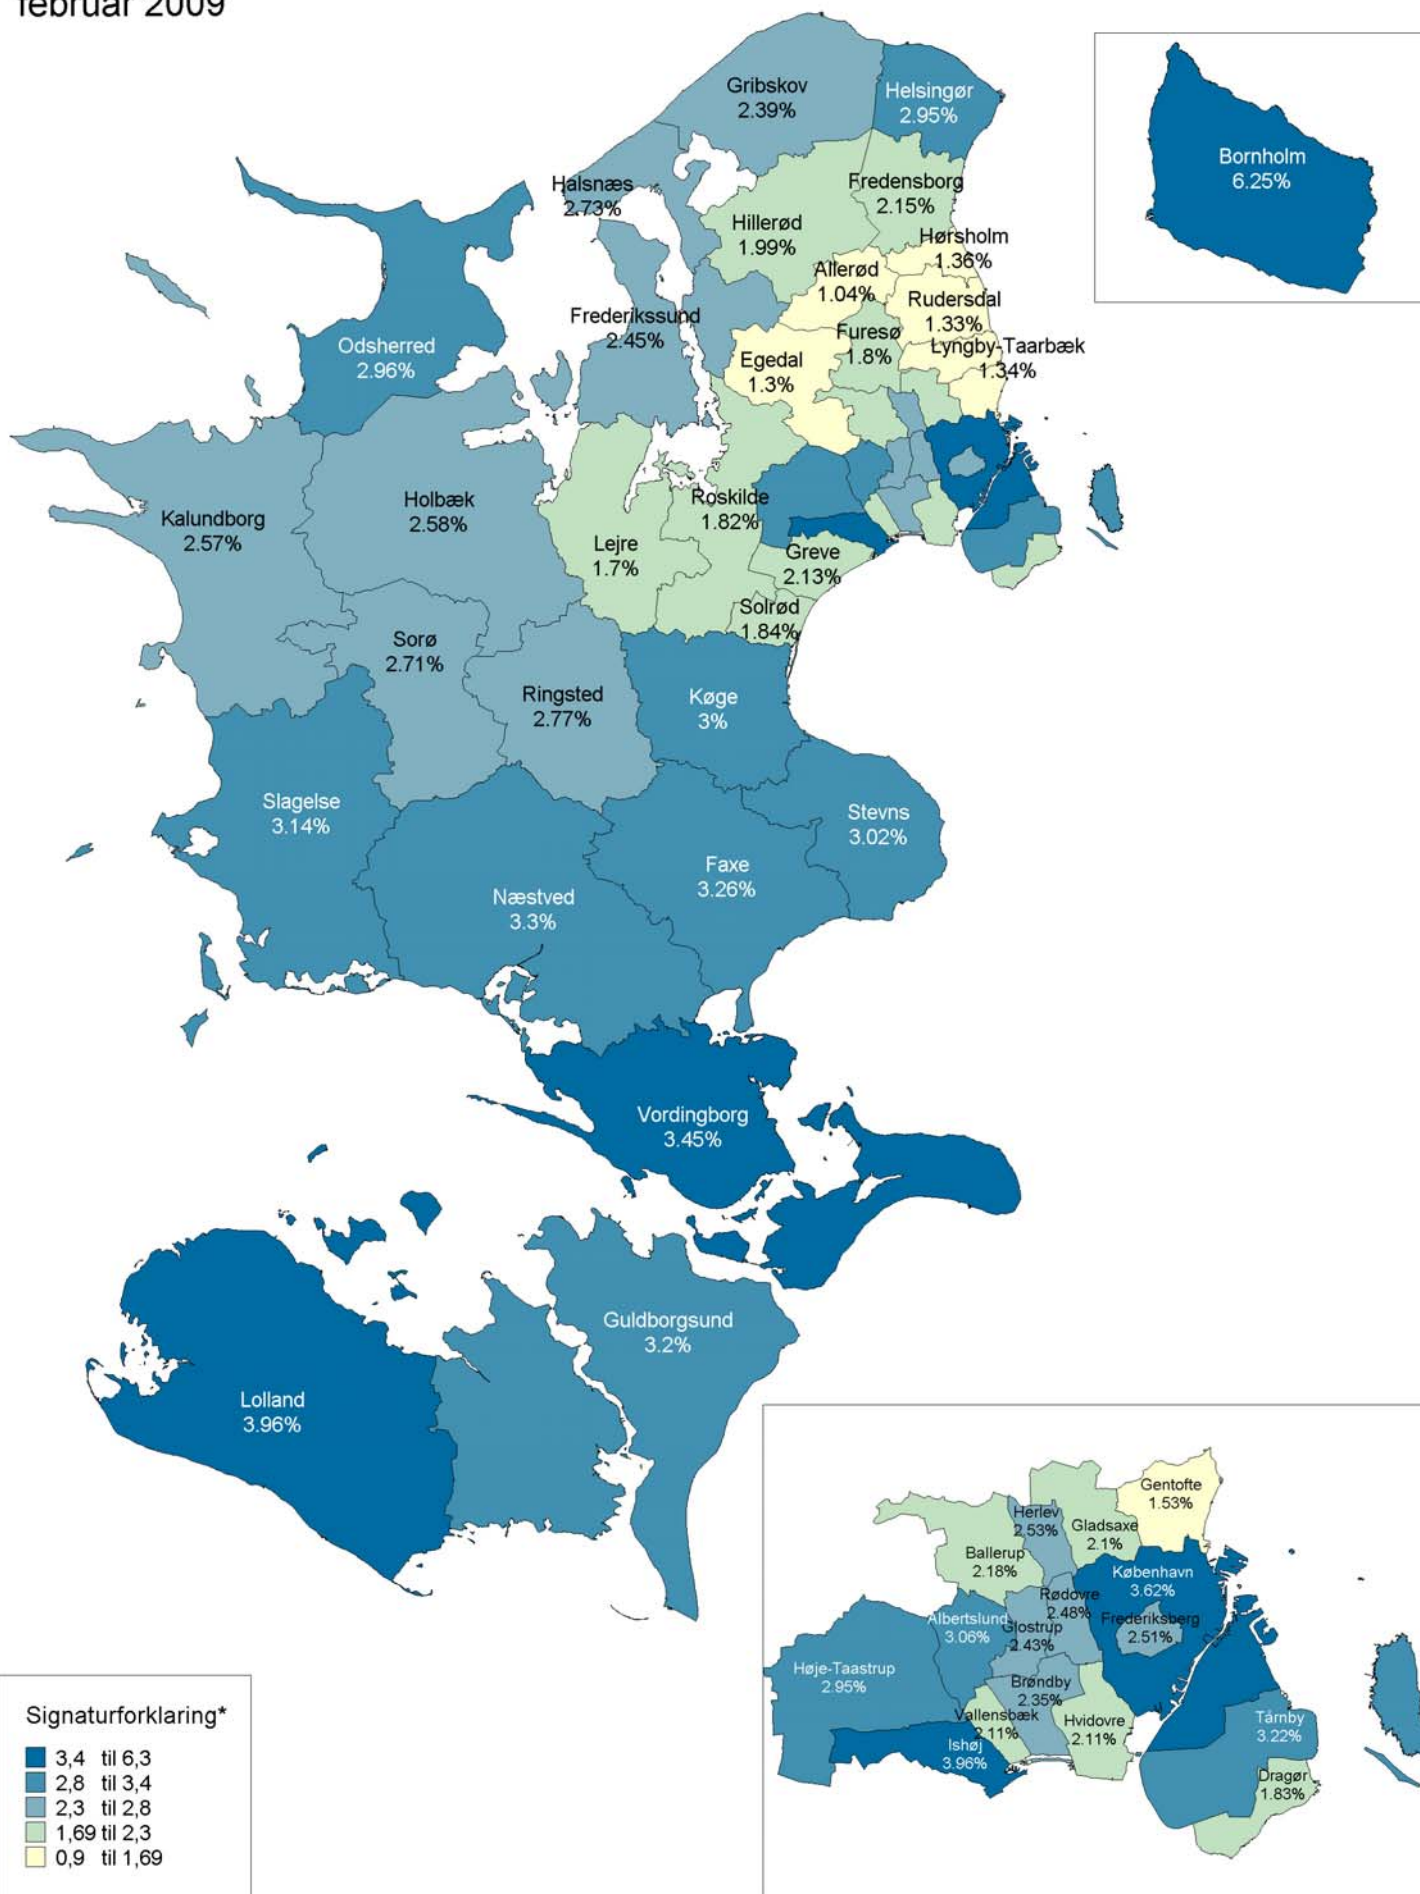 februar 2009
Gribskov
2.39%
Helsingør
2.95%
Bornholm
6.25%
Halsnæs
2.73%
Fredensborg
2.15%
Hillerød
1.99%
Hørsholm
1.36%
Allerød
1.04%
Rudersdal
1.33%
Frederikssund
2.45%
Furesø
1.8%
Lyngby-Taarbæk
1.34%
Odsherred
2.96%
Egedal
1.3%
Kalundborg
2.57%
Holbæk
2.58%
Roskilde
1.82%
Lejre
1.7%
Greve
2.13%
Solrød
1.84%
Sorø
2.71%
Ringsted
2.77%
Køge
3%
Slagelse
3.14%
Stevns
3.02%
Faxe
3.26%
Næstved
3.3%
Vordingborg
3.45%
Guldborgsund
3.2%
Lolland
3.96%
Gentofte
1.53%
Herlev
2.53%
Gladsaxe
2.1%
Ballerup
2.18%
København
3.62%
Rødovre
2.48%
Albertslund
3.06%
Glostrup
2.43%
Frederiksberg
2.51%
Høje-Taastrup
2.95%
Brøndby
2.35%
Vallensbæk
2.11%
Hvidovre
2.11%
Tårnby
3.22%
Ishøj
3.96%
Dragør
1.83%
Signaturforklaring*
3,4 til 6,3
2,8 til 3,4
2,3 til 2,8
1,69 til 2,3
0,9 til 1,69